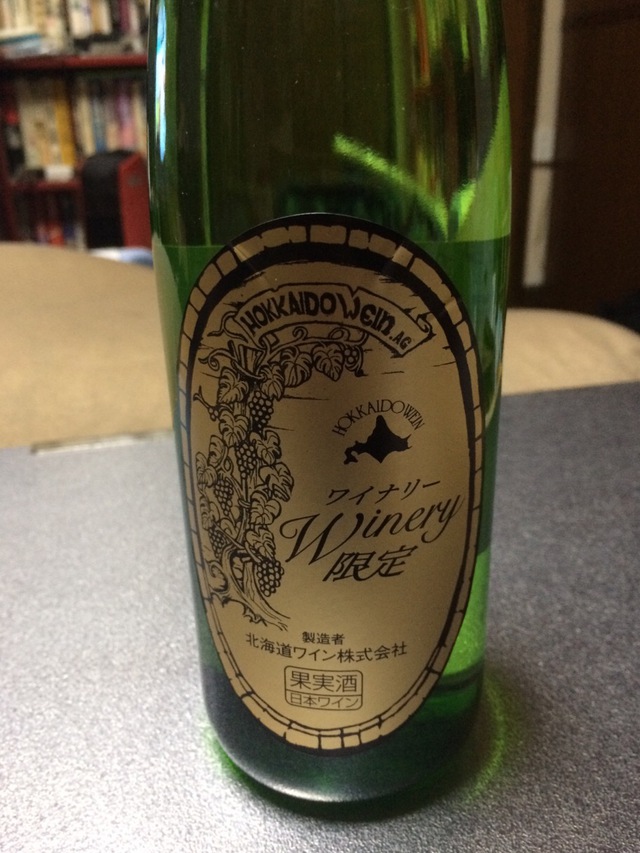 HOKKAIDO WEIN.AG
HOKKAIDO WEIN
ワイナリー
Winery
限定
製造者
北海道ワイン株式会社
果実酒
日本ワイン